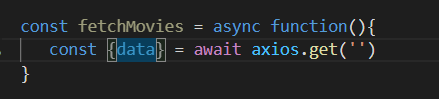 const fetchMovies = async function(){
const {data} = await axios.get('')
}